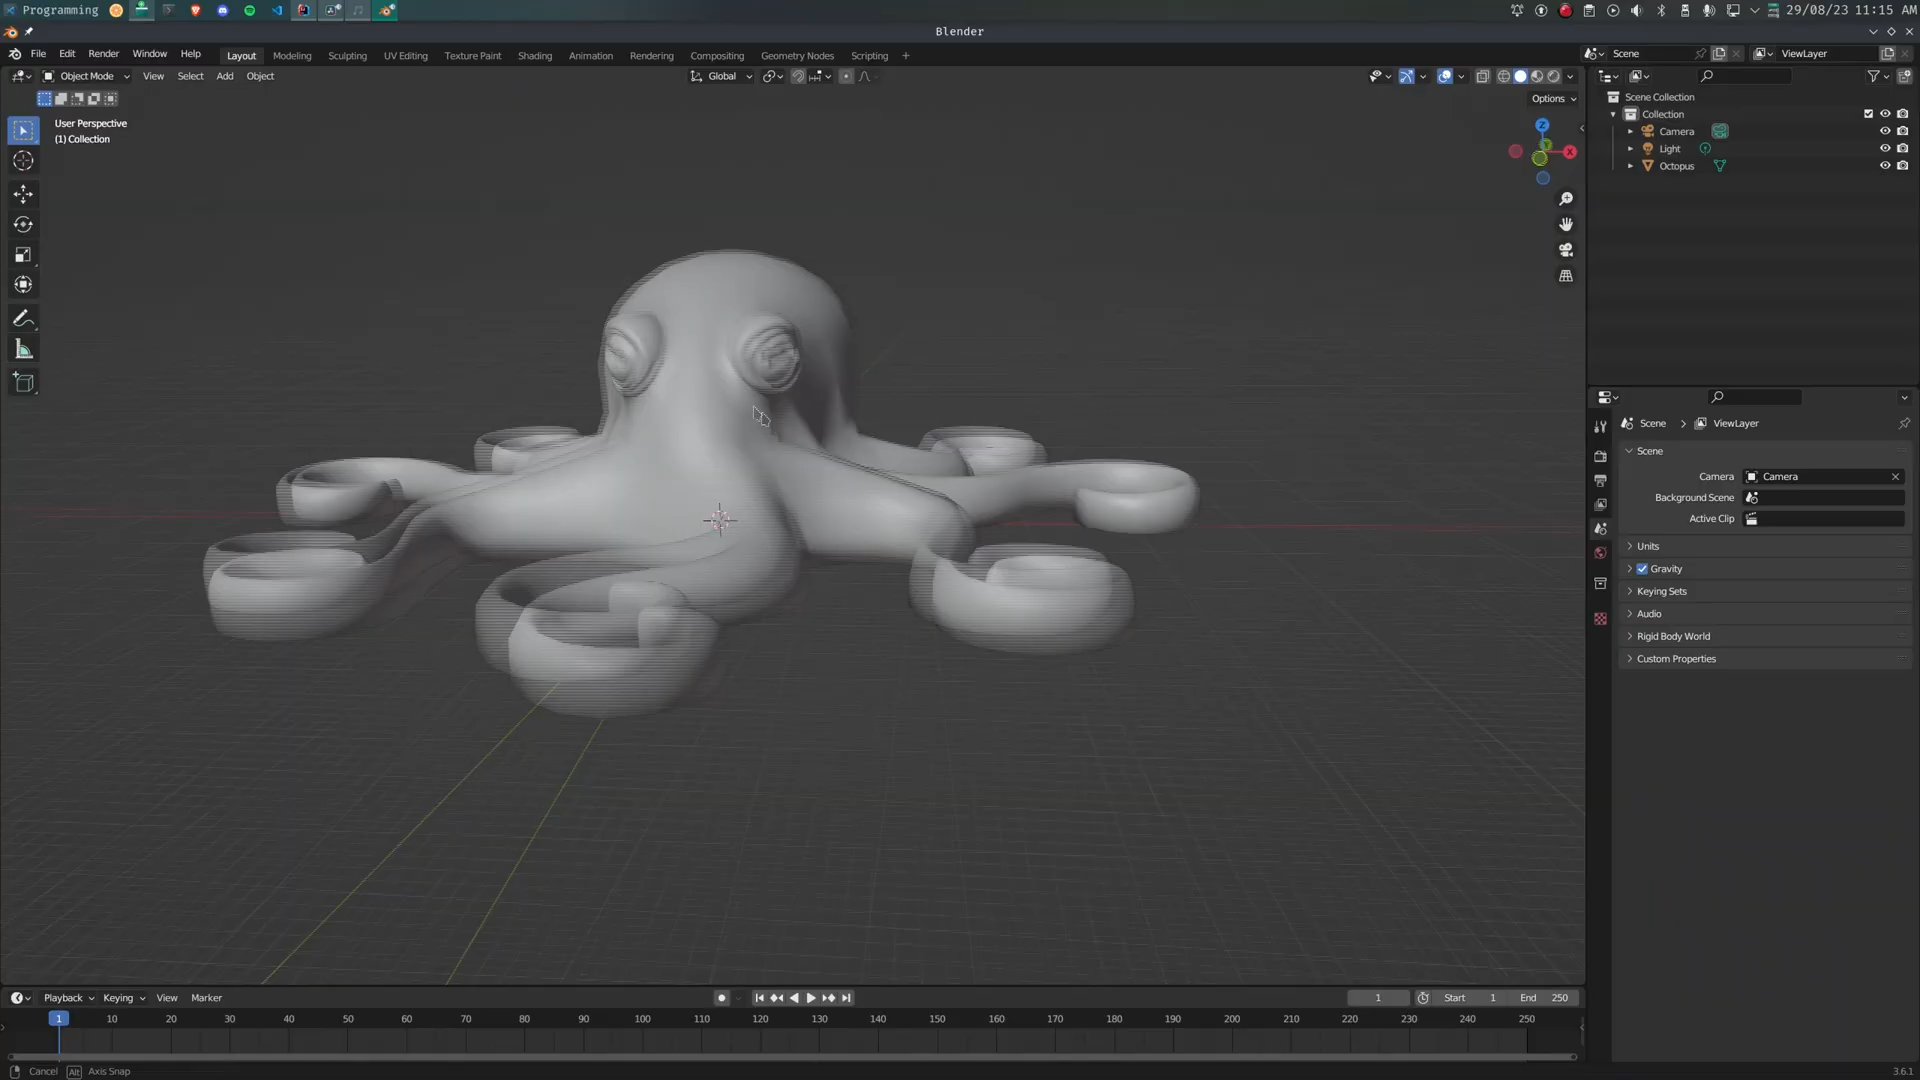 Programming
29/08/23 11:15 AM
Blender
File Edit Render Window Help
Layout Modeling Sculpting UV Editing Texture Paint Shading Animation Rendering Compositing Geometry Nodes Scripting +
Scene
ViewLayer
Object Mode View Select Add Object
Global
Options
User Perspective
(1) Collection
Z
Y
X
Scene Collection
Collection
Camera
Light
Octopus
Scene > ViewLayer
Scene
Camera Camera
Background Scene
Active Clip
Units
Gravity
Keying Sets
Audio
Rigid Body World
Custom Properties
Playback Keying View Marker
1 Start 1 End 250
1 10 20 30 40 50 60 70 80 90 100 110 120 130 140 150 160 170 180 190 200 210 220 230 240 250
Cancel Alt Axis Snap
3.6.1